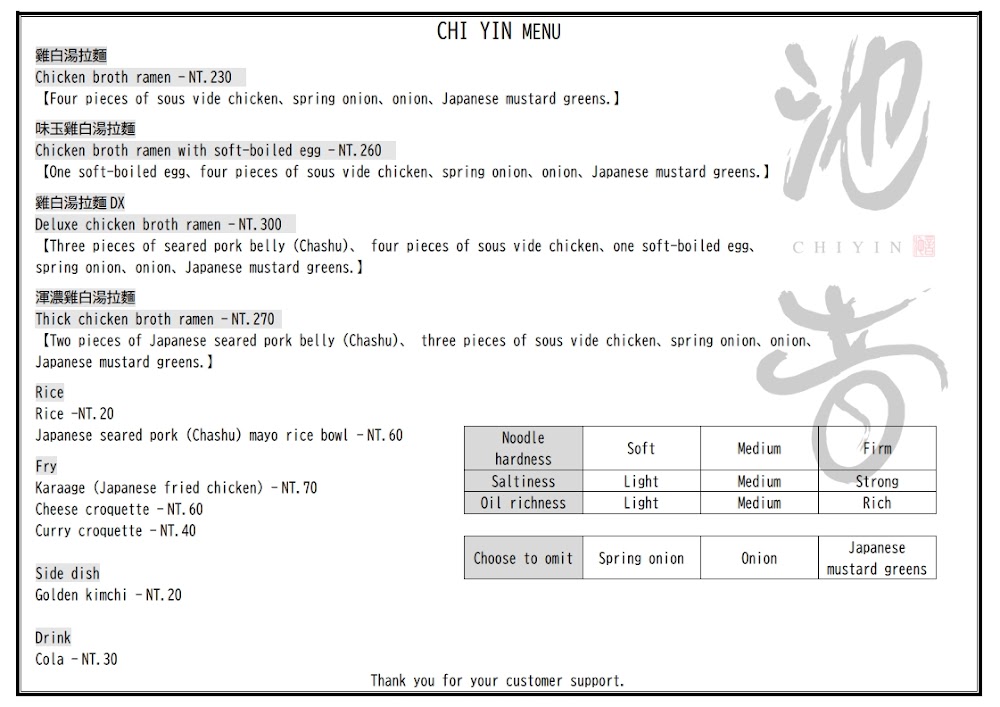 CHI YIN MENU
雞白湯拉麵
Chicken broth ramen －NT.230
【Four pieces of sous vide chicken、spring onion、onion、Japanese mustard greens.】
味玉雞白湯拉麵
Chicken broth ramen with soft-boiled egg －NT.260
【One soft-boiled egg、four pieces of sous vide chicken、spring onion、onion、Japanese mustard greens.】
雞白湯拉麵 DX
Deluxe chicken broth ramen －NT.300
【Three pieces of seared pork belly (Chashu)、 four pieces of sous vide chicken、one soft-boiled egg、
spring onion、onion、Japanese mustard greens.】
渾濃雞白湯拉麵
Thick chicken broth ramen －NT.270
【Two pieces of Japanese seared pork belly (Chashu)、 three pieces of sous vide chicken、spring onion、onion、
Japanese mustard greens.】
Rice
Rice -NT.20
Japanese seared pork (Chashu) mayo rice bowl －NT.60
Fry
Karaage (Japanese fried chicken) －NT.70
Cheese croquette －NT.60
Curry croquette －NT.40
Side dish
Golden kimchi －NT.20
Drink
Cola －NT.30
池
CHIYIN
音
Noodle
hardness Soft Medium Firm
Saltiness Light Medium Strong
Oil richness Light Medium Rich
Choose to omit Spring onion Onion Japanese
mustard greens
Thank you for your customer support.